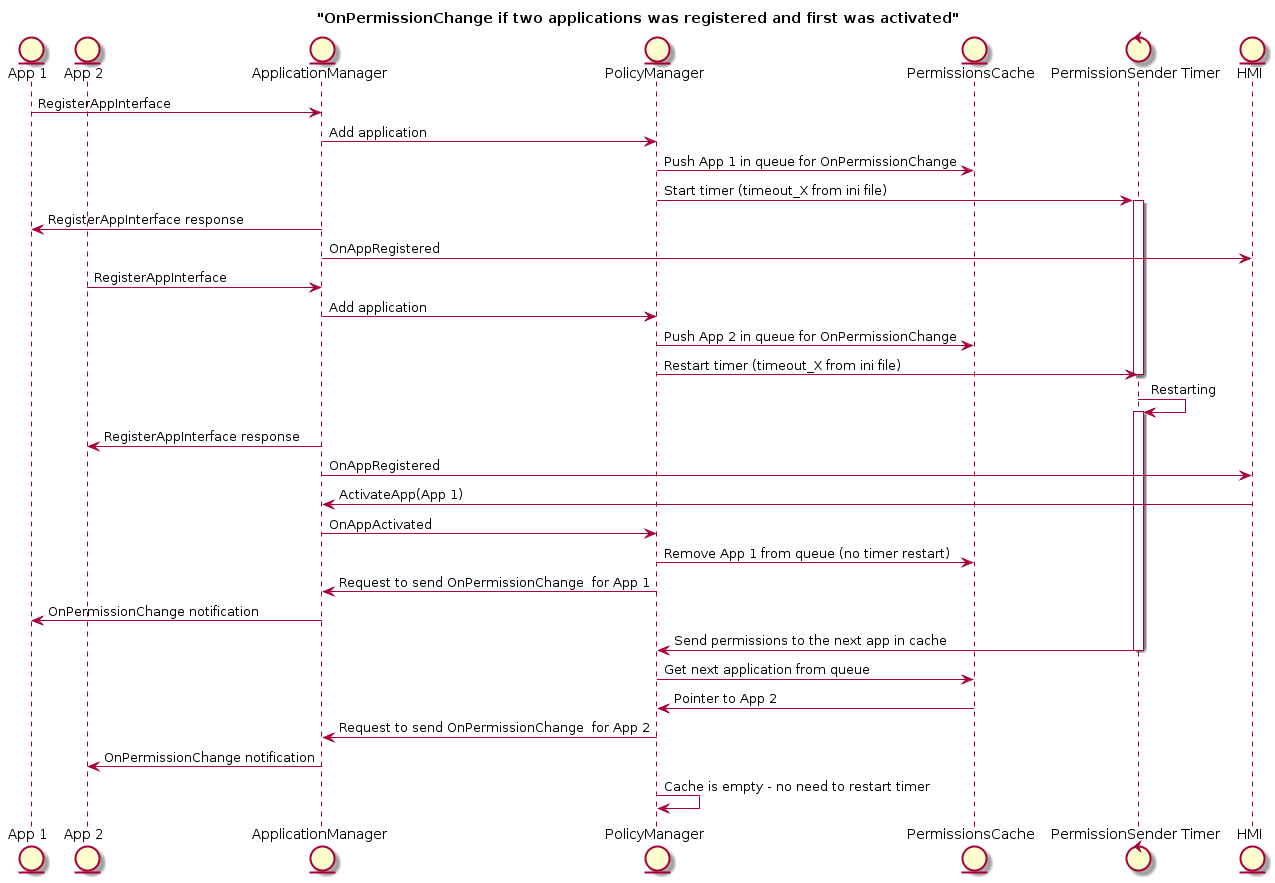 "OnPermissionChange if two applications was registered and first was activated"
App 1 App 2 ApplicationManager PolicyManager PermissionsCache PermissionSender Timer HMI
RegisterAppInterface
Add application
Push App 1 in queue for OnPermissionChange
Start timer (timeout_X from ini file)
RegisterAppInterface response
OnAppRegistered
RegisterAppInterface
Add application
Push App 2 in queue for OnPermissionChange
Restart timer (timeout_X from ini file)
Restarting
RegisterAppInterface response
OnAppRegistered
ActivateApp(App 1)
OnAppActivated
Remove App 1 from queue (no timer restart)
Request to send OnPermissionChange  for App 1
OnPermissionChange notification
Send permissions to the next app in cache
Get next application from queue
Pointer to App 2
Request to send OnPermissionChange  for App 2
OnPermissionChange notification
Cache is empty - no need to restart timer
App 1 App 2 ApplicationManager PolicyManager PermissionsCache PermissionSender Timer HMI